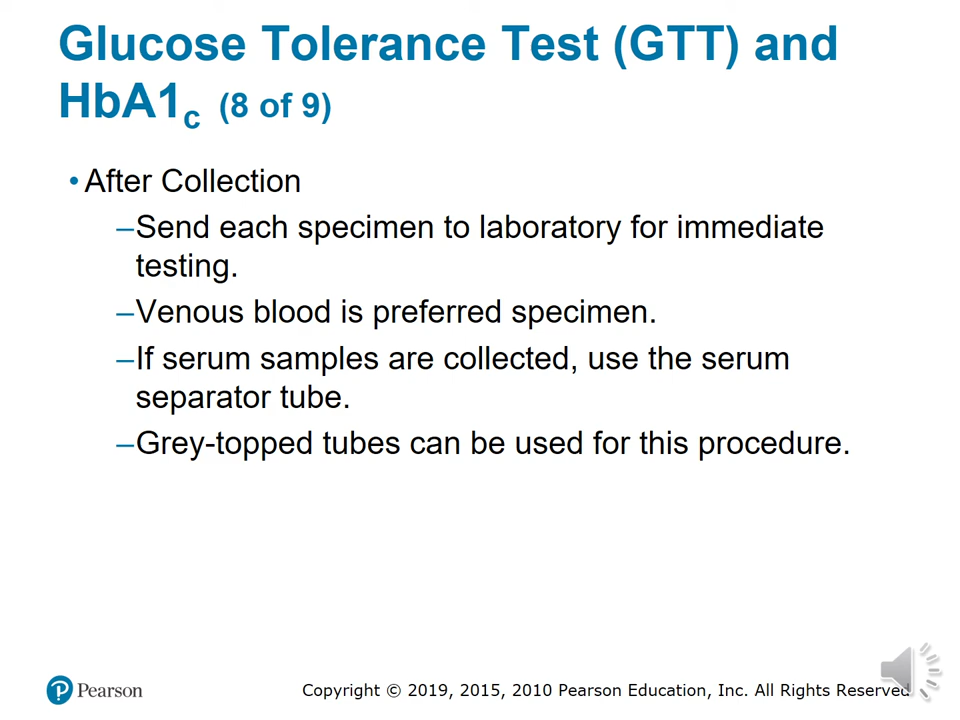 Glucose Tolerance Test (GTT) and
HbA1c (8 of 9)
• After Collection
–Send each specimen to laboratory for immediate
testing.
–Venous blood is preferred specimen.
–If serum samples are collected, use the serum
separator tube.
–Grey-topped tubes can be used for this procedure.
Pearson
Copyright © 2019, 2015, 2010 Pearson Education, Inc. All Rights Reserved